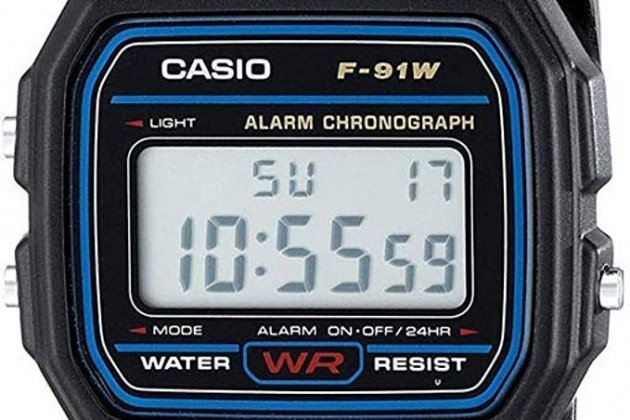 CASIO F-91W
LIGHT ALARM CHRONOGRAPH
SU 17
10:55 59
MODE ALARM ON·OFF/24HR
WATER WR RESIST